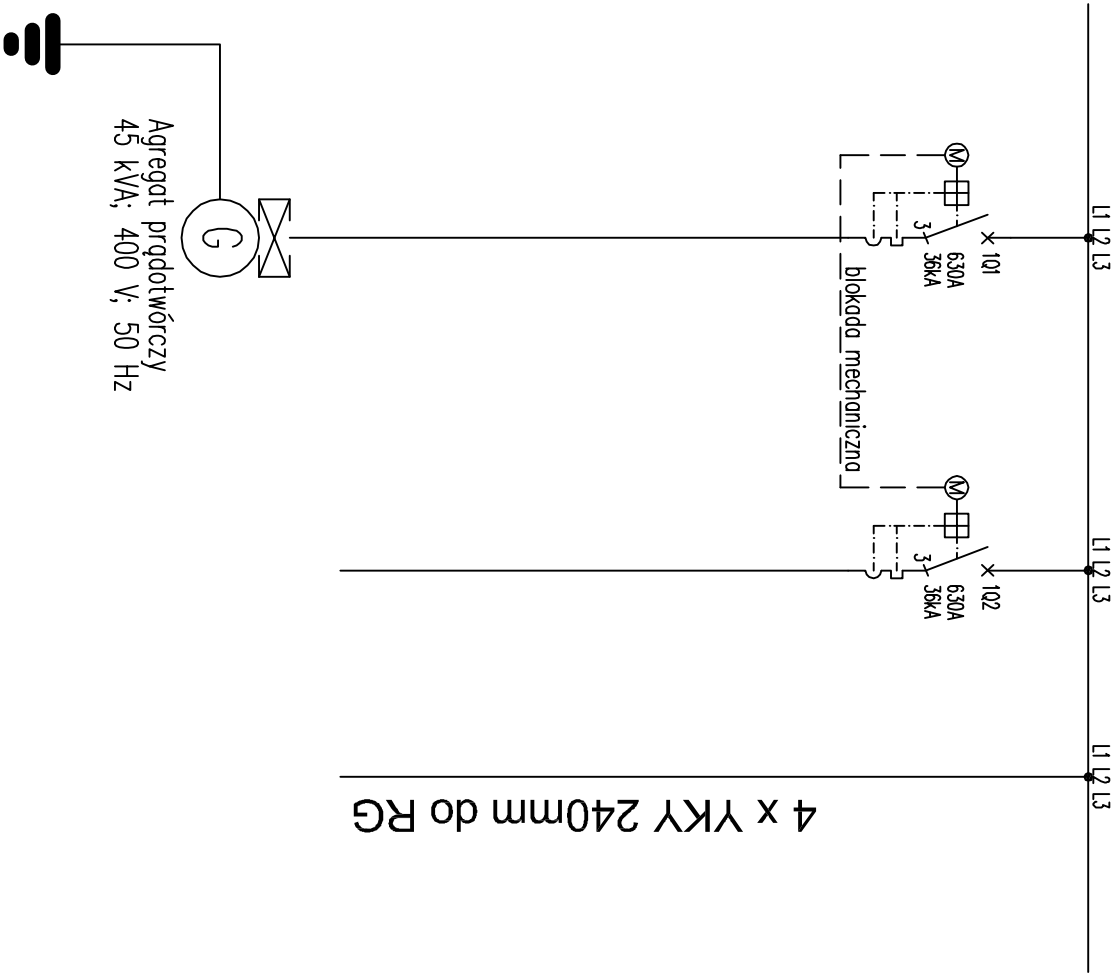 L1 L2 L3
1Q1
630A
36kA
3
blokada mechaniczna
M
G
Agregat prądotwórczy
45 kVA; 400 V; 50 Hz
L1 L2 L3
1Q2
630A
36kA
3
M
L1 L2 L3
4 x YKY 240mm do RG